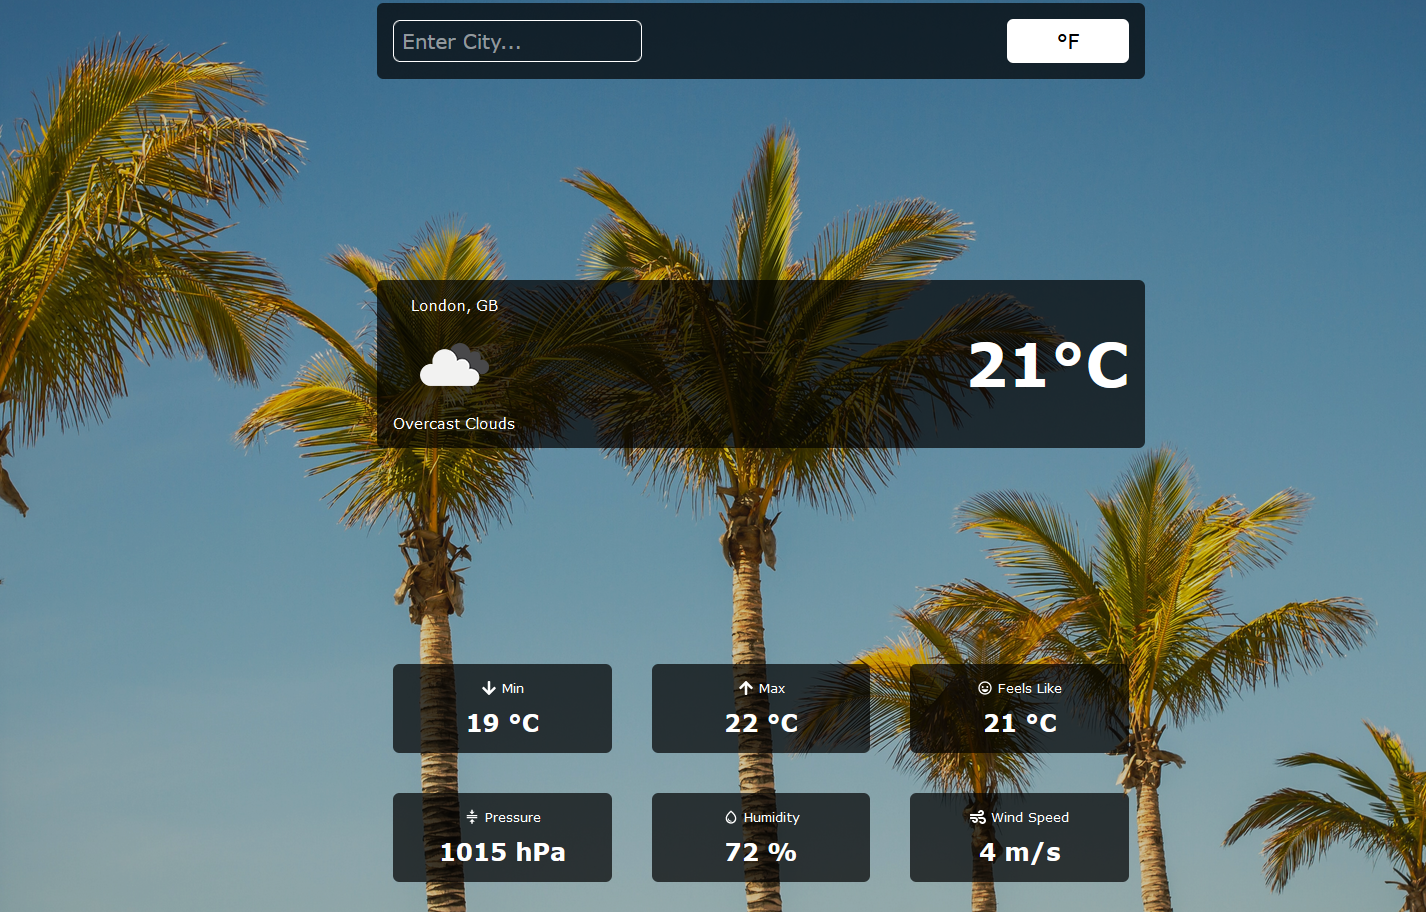 Enter City...
°F
London, GB
21°C
Overcast Clouds
Min
19 °C
Max
22 °C
Feels Like
21 °C
Pressure
1015 hPa
Humidity
72 %
Wind Speed
4 m/s